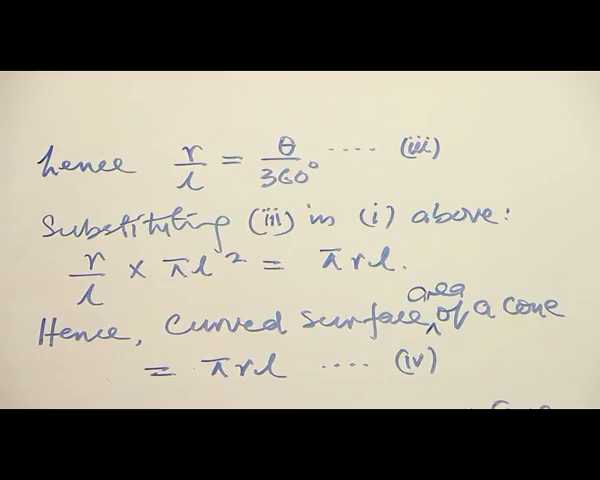 hence r/l = θ/360° .... (iii)
Substituting (iii) in (i) above:
r/l × πl² = πrl.
Hence, curved surface area of a cone
= πrl .... (iv)